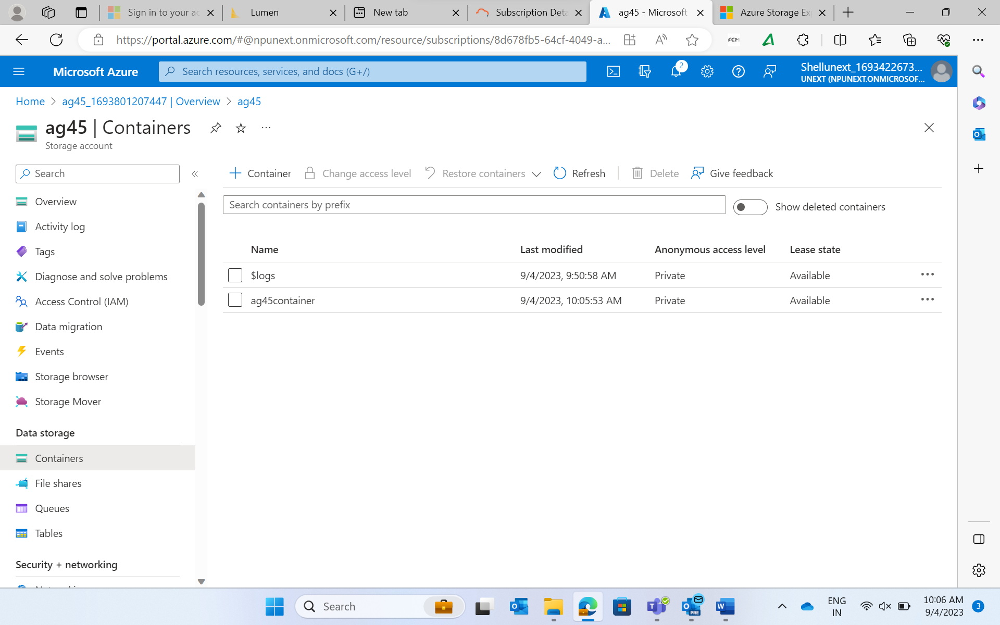 Sign in to your ac
Lumen
New tab
Subscription Deta
ag45 - Microsoft
Azure Storage Ex
https://portal.azure.com/#@npunext.onmicrosoft.com/resource/subscriptions/8d678fb5-64cf-4049-a...
FCM
Microsoft Azure
Search resources, services, and docs (G+/)
2
Shellunext_1693422673...
UNEXT (NPUNEXT.ONMICROSOF...
Home > ag45_1693801207447 | Overview > ag45
ag45 | Containers
Storage account
Search
Container
Change access level
Restore containers
Refresh
Delete
Give feedback
Search containers by prefix
Show deleted containers
Name Last modified Anonymous access level Lease state
$logs 9/4/2023, 9:50:58 AM Private Available
ag45container 9/4/2023, 10:05:53 AM Private Available
Overview
Activity log
Tags
Diagnose and solve problems
Access Control (IAM)
Data migration
Events
Storage browser
Storage Mover
Data storage
Containers
File shares
Queues
Tables
Security + networking
Search
PRE
ENG
IN
10:06 AM
9/4/2023
3